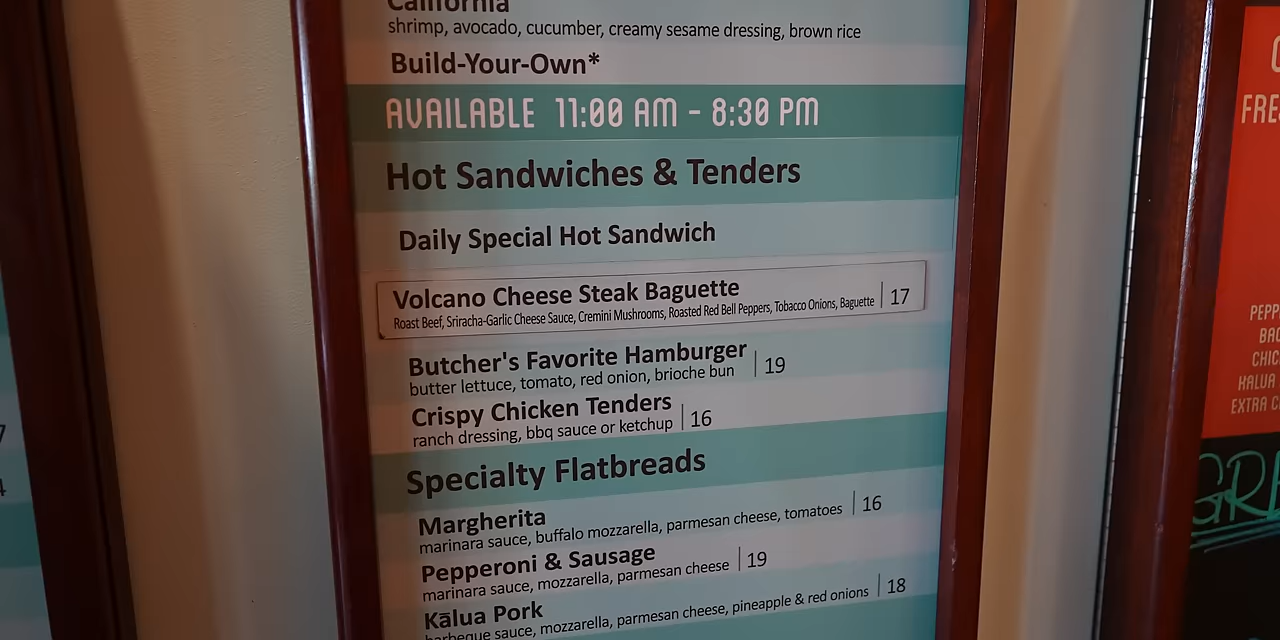 California
shrimp, avocado, cucumber, creamy sesame dressing, brown rice
Build-Your-Own*
AVAILABLE 11:00 AM - 8:30 PM
Hot Sandwiches & Tenders
Daily Special Hot Sandwich
Volcano Cheese Steak Baguette | 17
Roast Beef, Sriracha-Garlic Cheese Sauce, Cremini Mushrooms, Roasted Red Bell Peppers, Tobacco Onions, Baguette
Butcher's Favorite Hamburger | 19
butter lettuce, tomato, red onion, brioche bun
Crispy Chicken Tenders | 16
ranch dressing, bbq sauce or ketchup
Specialty Flatbreads
Margherita | 16
marinara sauce, buffalo mozzarella, parmesan cheese, tomatoes
Pepperoni & Sausage | 19
marinara sauce, mozzarella, parmesan cheese
Kālua Pork | 18
barbeque sauce, mozzarella, parmesan cheese, pineapple & red onions
7
4
FRE
PEPP
BAC
CHIC
KALUA
EXTRA C
GRE